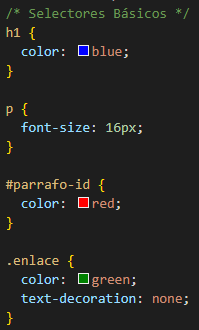 /* Selectores Básicos */
h1 {
  color: blue;
}

p {
  font-size: 16px;
}

#parrafo-id {
  color: red;
}

.enlace {
  color: green;
  text-decoration: none;
}